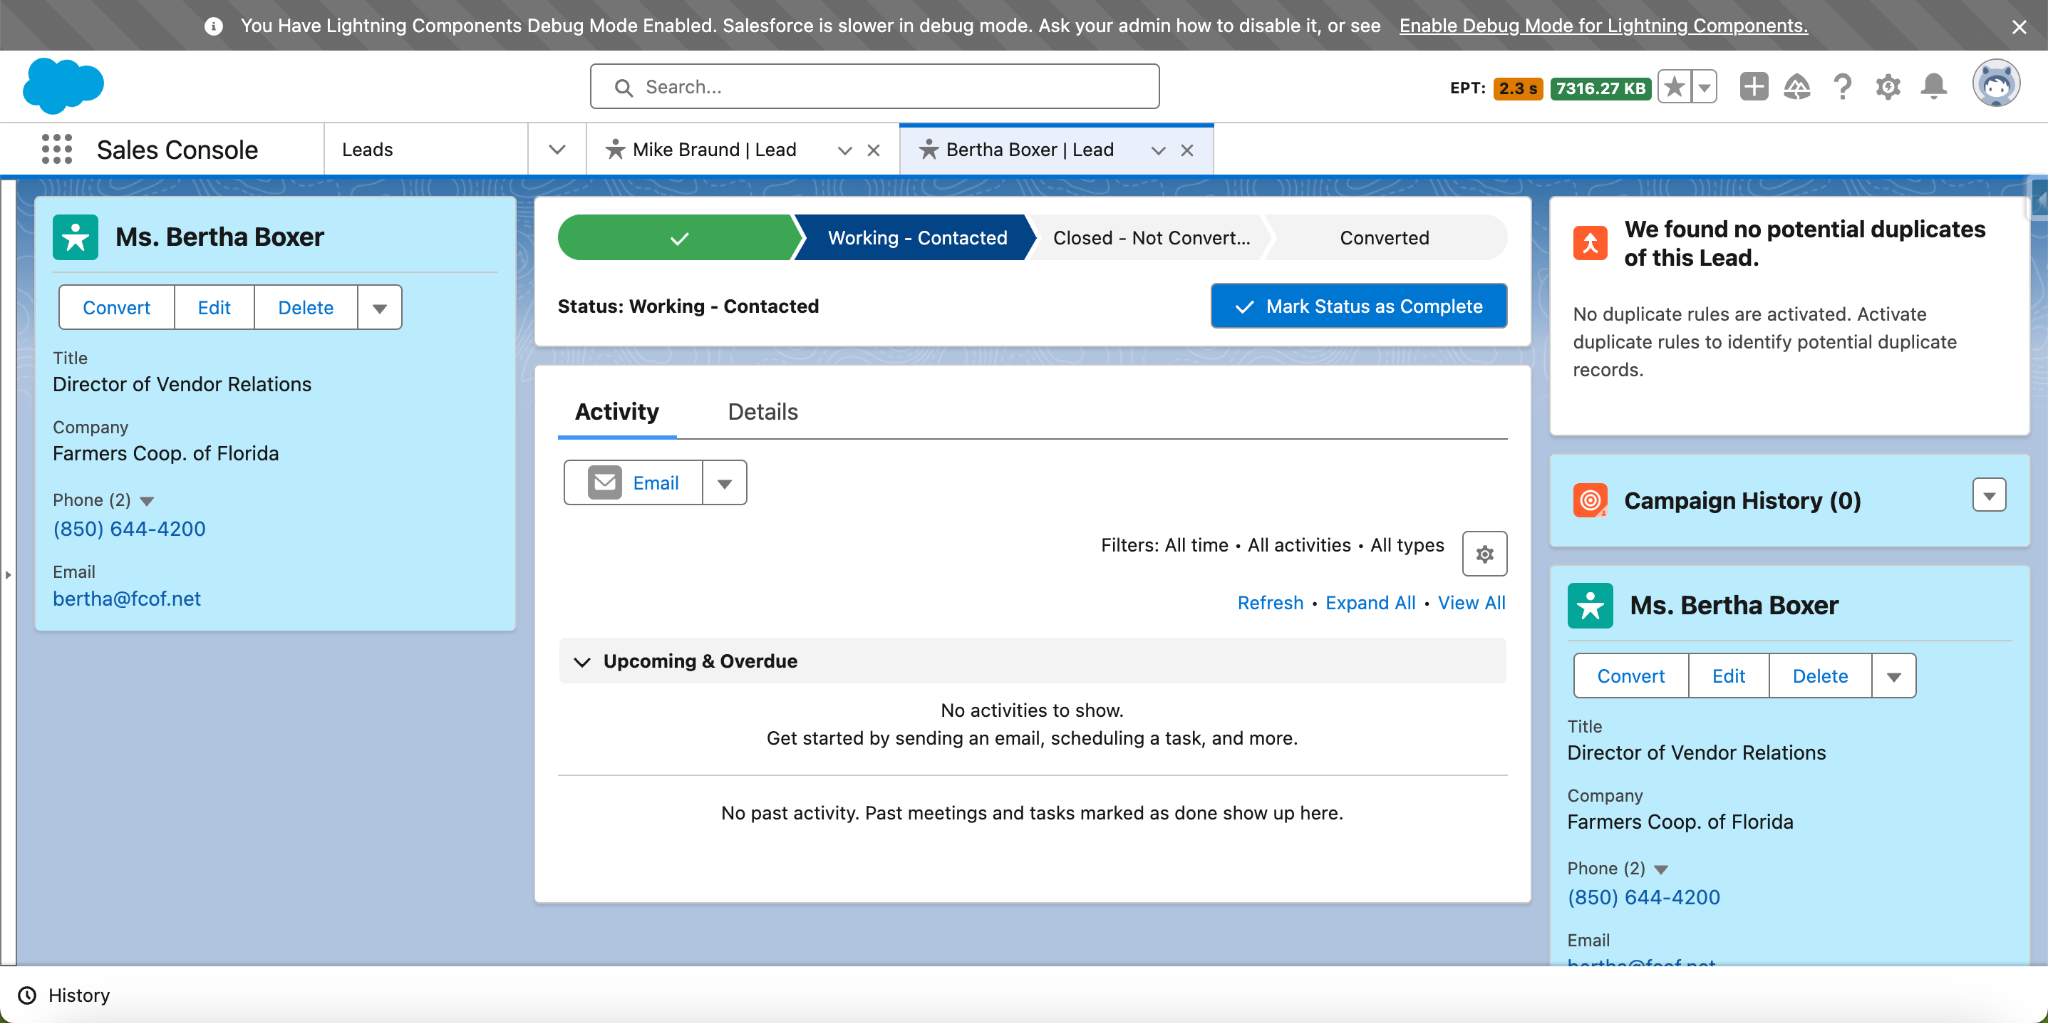 You Have Lightning Components Debug Mode Enabled. Salesforce is slower in debug mode. Ask your admin how to disable it, or see Enable Debug Mode for Lightning Components.
Search...
EPT: 2.3 s 7316.27 KB
Sales Console
Leads
Mike Braund | Lead
Bertha Boxer | Lead
Ms. Bertha Boxer
Convert Edit Delete
Title
Director of Vendor Relations
Company
Farmers Coop. of Florida
Phone (2)
(850) 644-4200
Email
bertha@fcof.net
Working - Contacted
Closed - Not Convert...
Converted
Status: Working - Contacted
Mark Status as Complete
Activity Details
Email
Filters: All time • All activities • All types
Refresh • Expand All • View All
Upcoming & Overdue
No activities to show.
Get started by sending an email, scheduling a task, and more.
No past activity. Past meetings and tasks marked as done show up here.
We found no potential duplicates
of this Lead.
No duplicate rules are activated. Activate
duplicate rules to identify potential duplicate
records.
Campaign History (0)
Ms. Bertha Boxer
Convert Edit Delete
Title
Director of Vendor Relations
Company
Farmers Coop. of Florida
Phone (2)
(850) 644-4200
Email
bertha@fcof.net
History